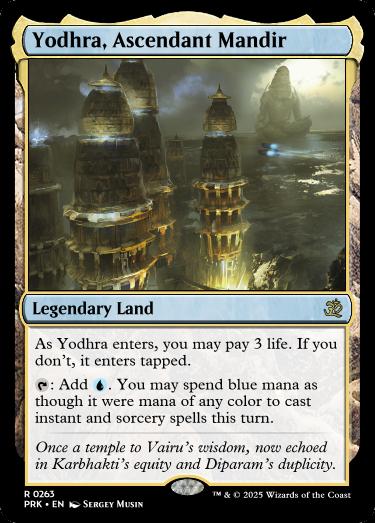 Yodhra, Ascendant Mandir
Legendary Land
As Yodhra enters, you may pay 3 life. If you
don't, it enters tapped.
: Add . You may spend blue mana as
though it were mana of any color to cast
instant and sorcery spells this turn.
Once a temple to Vairu's wisdom, now echoed
in Karbhakti's equity and Diparam's duplicity.
R 0263
PRK • EN Sergey Musin
™ & © 2025 Wizards of the Coast